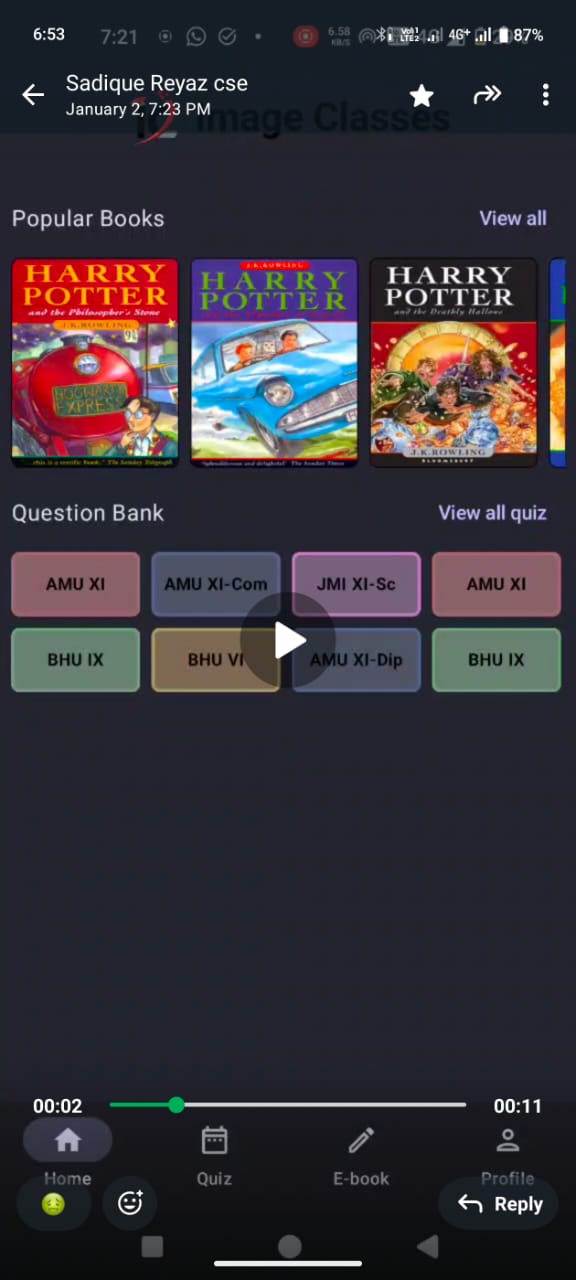 6:53
7:21
6.58
KB/S
Vo))
LTE2
4G+
87%
Sadique Reyaz cse
January 2, 7:23 PM
Image Classes
Popular Books
View all
HARRY
POTTER
and the Philosopher's Stone
J.K.ROWLING
HOGWARTS
EXPRESS
J.K.ROWLING
HARRY
POTTER
HARRY
POTTER
and the Deathly Hallows
J.K.ROWLING
BLOOMSBURY
Question Bank
View all quiz
AMU XI
AMU XI-Com
JMI XI-Sc
AMU XI
BHU IX
BHU VI
AMU XI-Dip
BHU IX
00:02
00:11
Home
Quiz
E-book
Profile
Reply